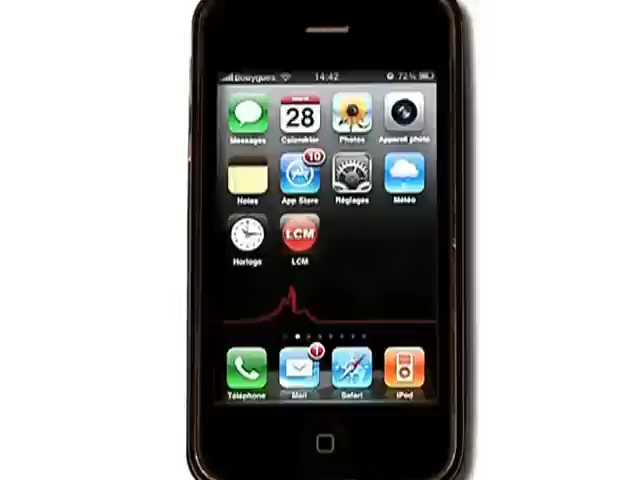 Bouygues 14:42 72 %
28
Messages Calendrier Photos Appareil photo
10
Notes App Store Réglages Météo
LCM
Horloge LCM
1
Téléphone Mail Safari iPod